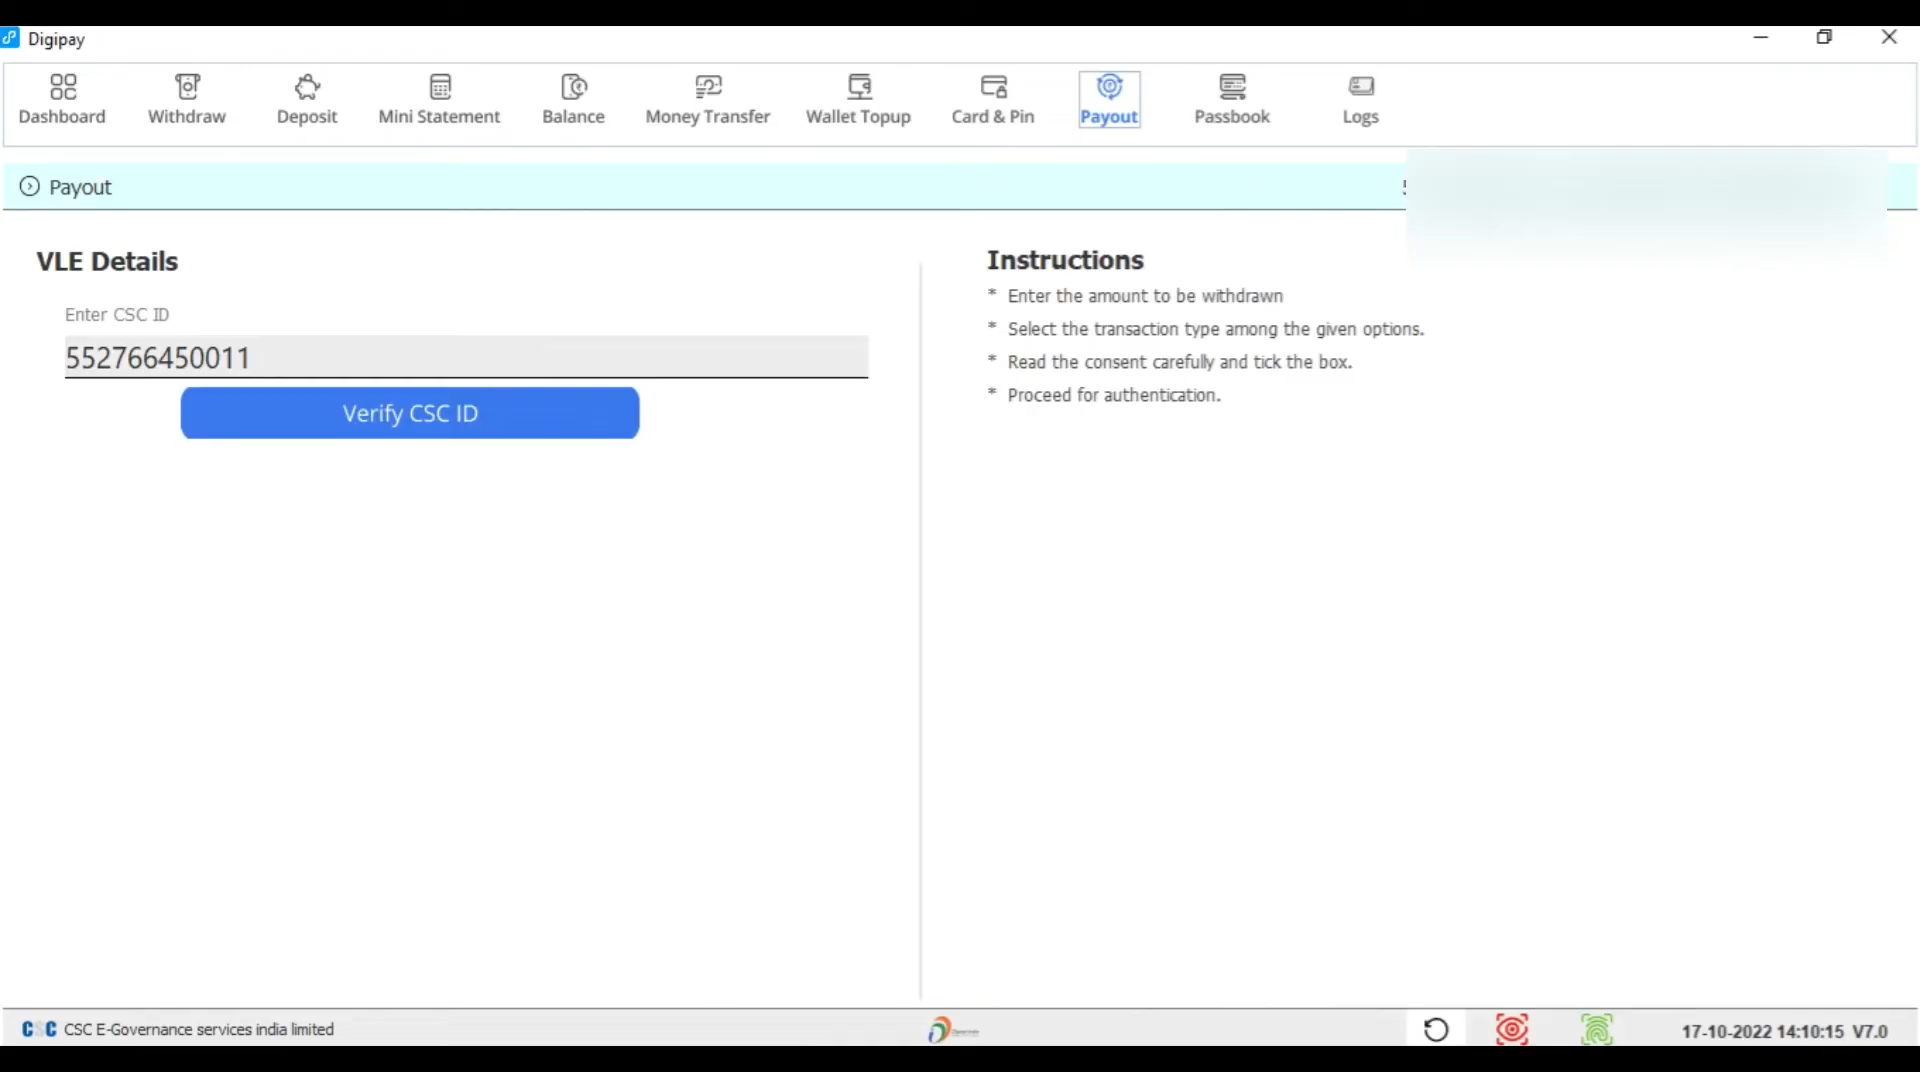 Digipay
Dashboard Withdraw Deposit Mini Statement Balance Money Transfer Wallet Topup Card & Pin Payout Passbook Logs
Payout
VLE Details
Enter CSC ID
552766450011
Verify CSC ID
Instructions
* Enter the amount to be withdrawn
* Select the transaction type among the given options.
* Read the consent carefully and tick the box.
* Proceed for authentication.
CSC CSC E-Governance services india limited
17-10-2022 14:10:15 V7.0